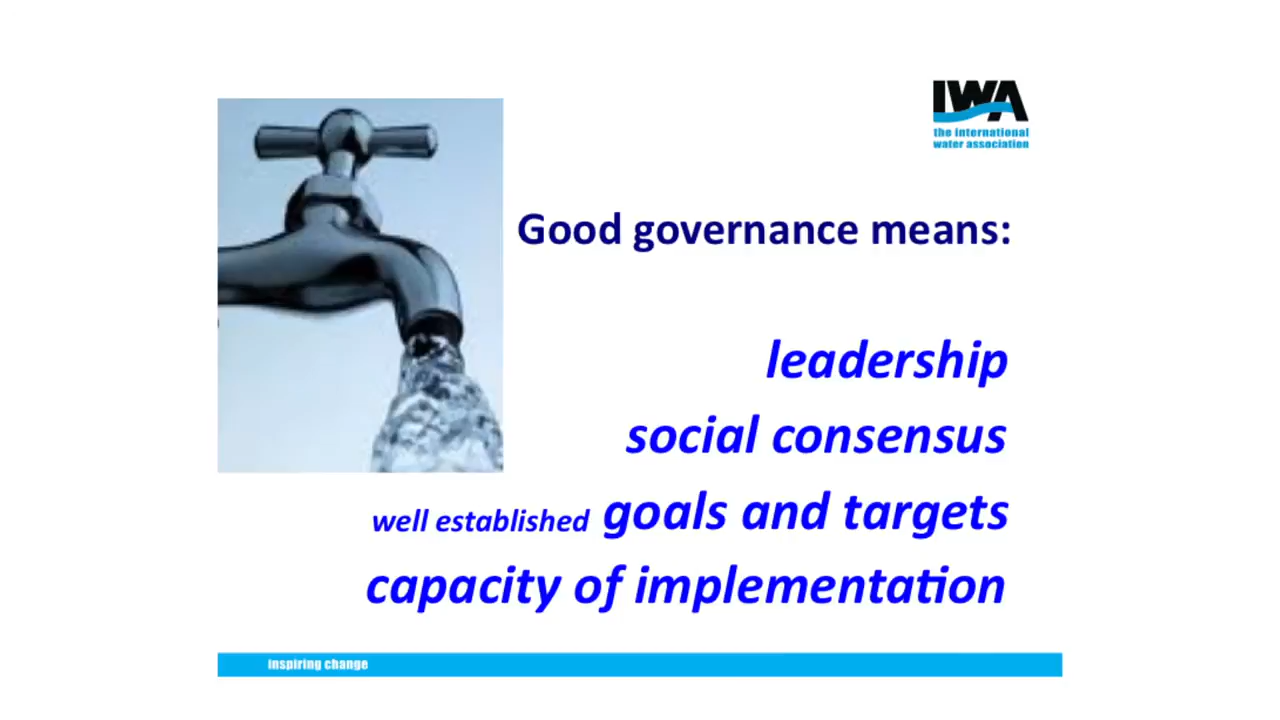 IWA
the international
water association
Good governance means:
leadership
social consensus
well established goals and targets
capacity of implementation
inspiring change